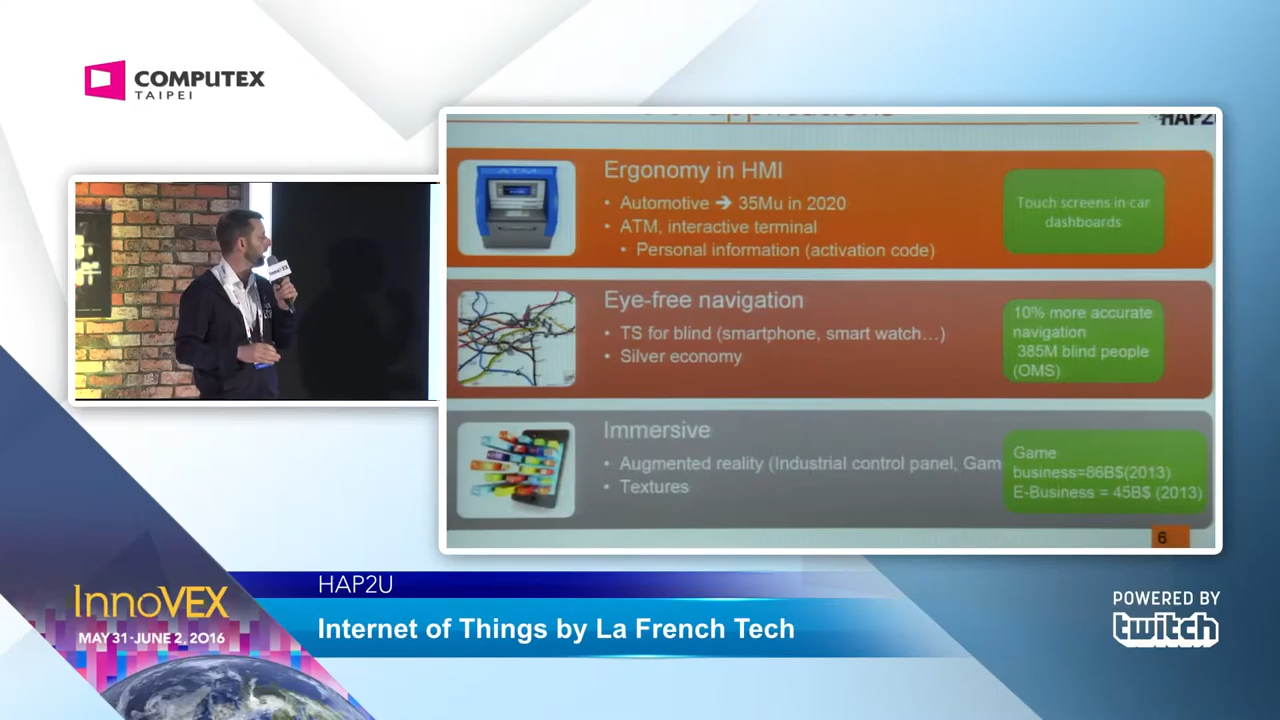 COMPUTEX
TAIPEI
applications
HAP2
ATM
Ergonomy in HMI
• Automotive ➔ 35Mu in 2020
• ATM, interactive terminal
• Personal information (activation code)
Touch screens in car
dashboards
Eye-free navigation
• TS for blind (smartphone, smart watch…)
• Silver economy
10% more accurate
navigation
385M blind people
(OMS)
Immersive
• Augmented reality (Industrial control panel, Gam
• Textures
Game
business=86B$(2013)
E-Business = 45B$ (2013)
6
HAP2U
Internet of Things by La French Tech
InnoVEX
MAY 31-JUNE 2, 2016
POWERED BY
twitch